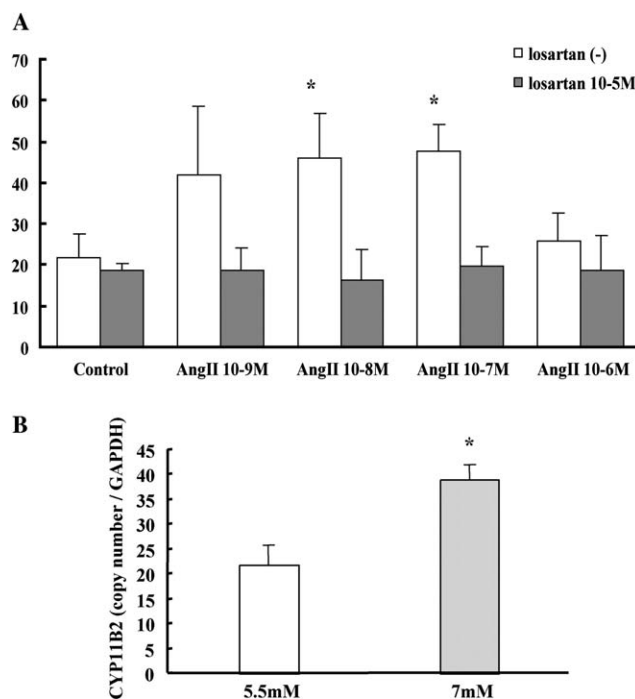 A
losartan (-)
losartan 10-5M
70
60
50
40
30
20
10
0
*
*
Control
AngII 10-9M
AngII 10-8M
AngII 10-7M
AngII 10-6M
B
CYP11B2 (copy number / GAPDH)
45
40
35
30
25
20
15
10
5
0
*
5.5mM
7mM